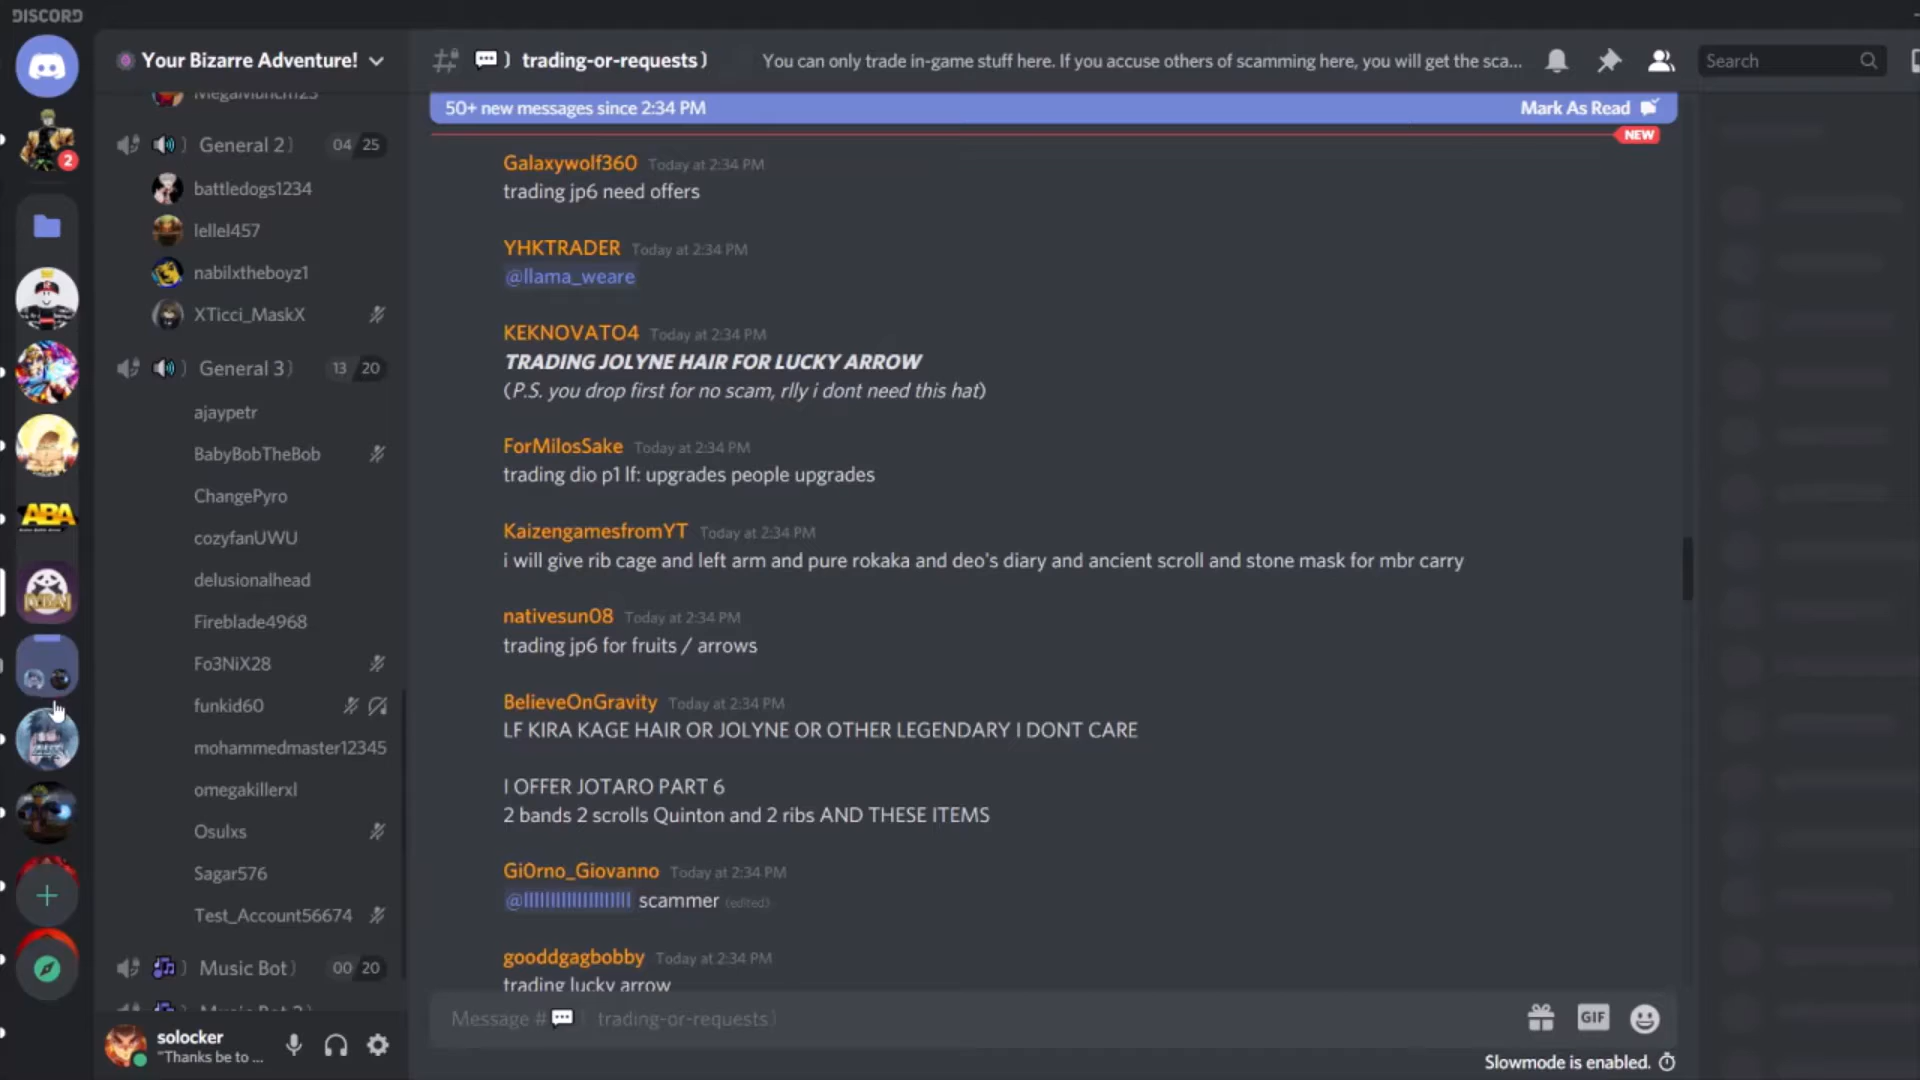 DISCORD
Your Bizarre Adventure!
2
ABA
MegaMunch123
General 2)
04 25
battledogs1234
lellel457
nabilxtheboyz1
XTicci_MaskX
General 3)
13 20
ajaypetr
BabyBobTheBob
ChangePyro
cozyfanUWU
delusionalhead
Fireblade4968
Fo3NiX28
funkid60
mohammedmaster12345
omegakillerxl
Osulxs
Sagar576
Test_Account56674
Music Bot)
00 20
solocker
"Thanks be to ...
trading-or-requests)
You can only trade in-game stuff here. If you accuse others of scamming here, you will get the sca...
Search
50+ new messages since 2:34 PM
Mark As Read
NEW
Galaxywolf360 Today at 2:34 PM
trading jp6 need offers
YHKTRADER Today at 2:34 PM
@llama_weare
KEKNOVATO4 Today at 2:34 PM
TRADING JOLYNE HAIR FOR LUCKY ARROW
(P.S. you drop first for no scam, rlly i dont need this hat)
ForMilosSake Today at 2:34 PM
trading dio p1 lf: upgrades people upgrades
KaizengamesfromYT Today at 2:34 PM
i will give rib cage and left arm and pure rokaka and deo's diary and ancient scroll and stone mask for mbr carry
nativesun08 Today at 2:34 PM
trading jp6 for fruits / arrows
BelieveOnGravity Today at 2:34 PM
LF KIRA KAGE HAIR OR JOLYNE OR OTHER LEGENDARY I DONT CARE
I OFFER JOTARO PART 6
2 bands 2 scrolls Quinton and 2 ribs AND THESE ITEMS
Gi0rno_Giovanno Today at 2:34 PM
scammer (edited)
gooddgagbobby Today at 2:34 PM
trading lucky arrow
Message # trading-or-requests)
GIF
Slowmode is enabled.